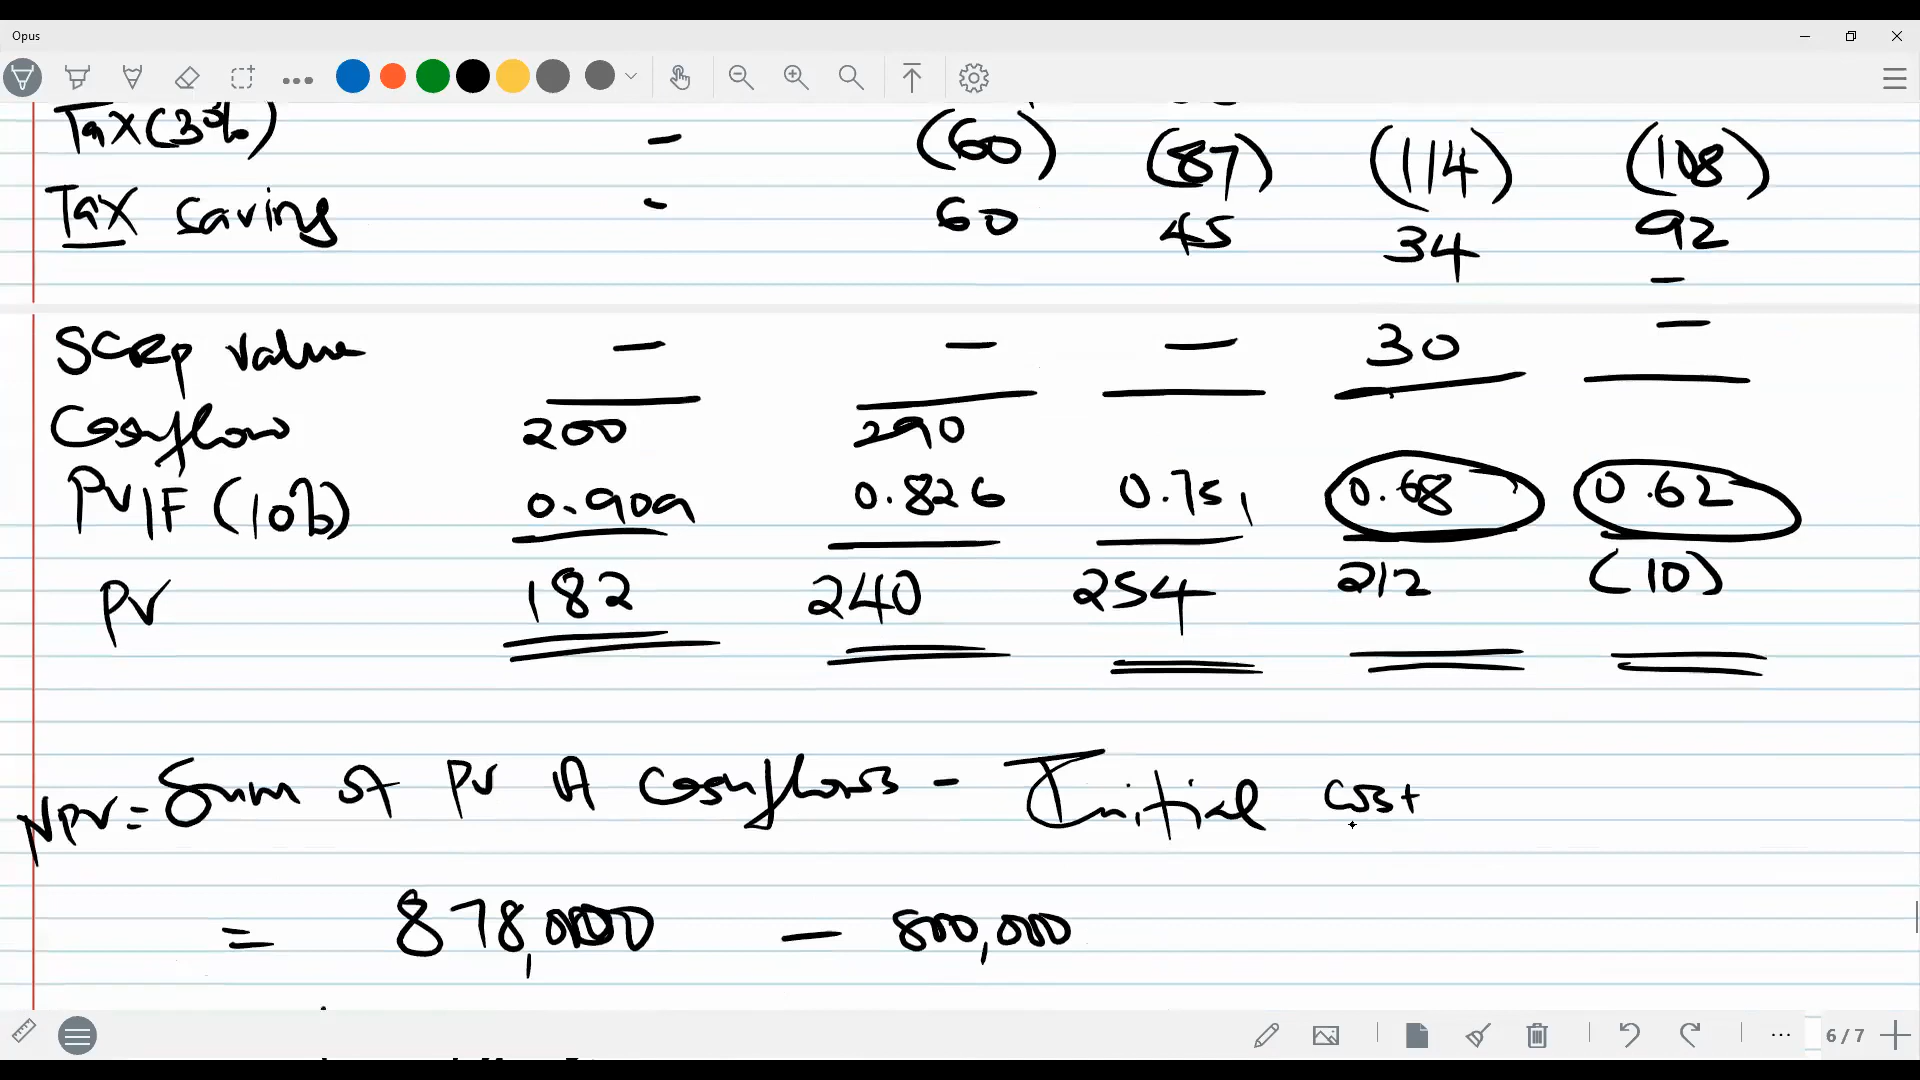 Opus
Tax (30%) - (60) (87) (114) (108)
Tax saving - 60 45 34 92
-
Scrap value - - - 30 -
Cashflow 200 290
PVIF (10%) 0.909 0.826 0.751 0.68 0.62
PV 182 240 254 212 (10)
NPV = Sum of PV of Cashflows - Initial Cost
= 878,000 - 800,000
6 / 7